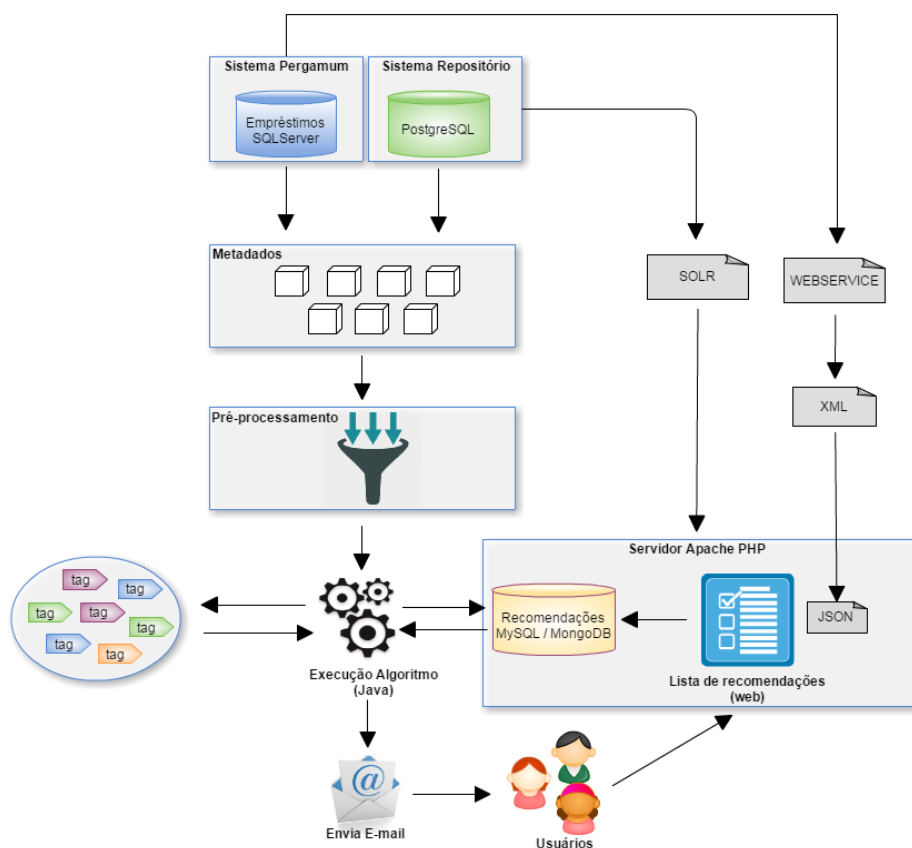 Sistema Pergamum
Sistema Repositório
Empréstimos
SQLServer
PostgreSQL
Metadados
SOLR
WEBSERVICE
XML
Pré-processamento
Servidor Apache PHP
tag
tag
tag
tag
tag
tag
tag
Recomendações
MySQL / MongoDB
JSON
Execução Algoritmo
(Java)
Lista de recomendações
(web)
@
Envia E-mail
Usuários